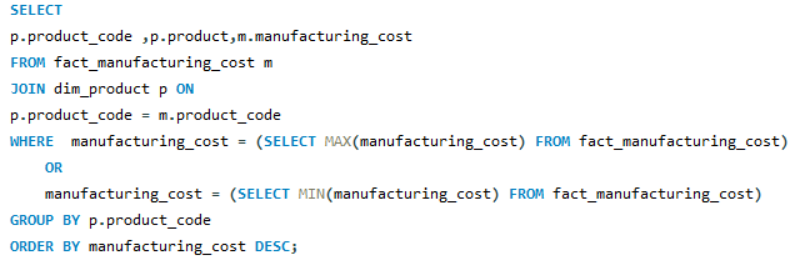 SELECT
p.product_code ,p.product,m.manufacturing_cost
FROM fact_manufacturing_cost m
JOIN dim_product p ON
p.product_code = m.product_code
WHERE  manufacturing_cost = (SELECT MAX(manufacturing_cost) FROM fact_manufacturing_cost)
    OR
    manufacturing_cost = (SELECT MIN(manufacturing_cost) FROM fact_manufacturing_cost)
GROUP BY p.product_code
ORDER BY manufacturing_cost DESC;